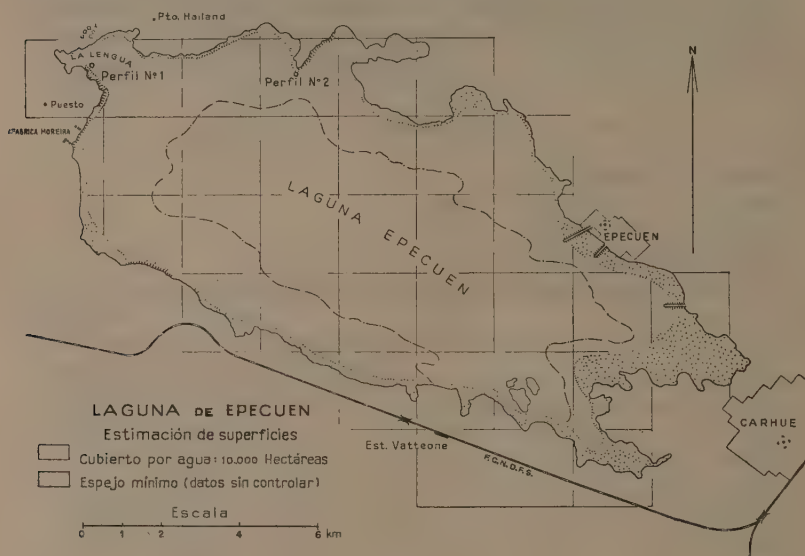 Pto. Hailand
LA LENGUA
Perfil Nº1
Perfil Nº2
N
Puesto
FABRICA MOREIRA
LAGUNA EPECUEN
EPECUEN
LAGUNA DE EPECUEN
Estimación de superficies
Cubierto por agua: 10.000 Hectáreas
Espejo mínimo (datos sin controlar)
Est. Vatteone
F.C.N.D.F.S.
CARHUE
Escala
0 1 2 4 6 km